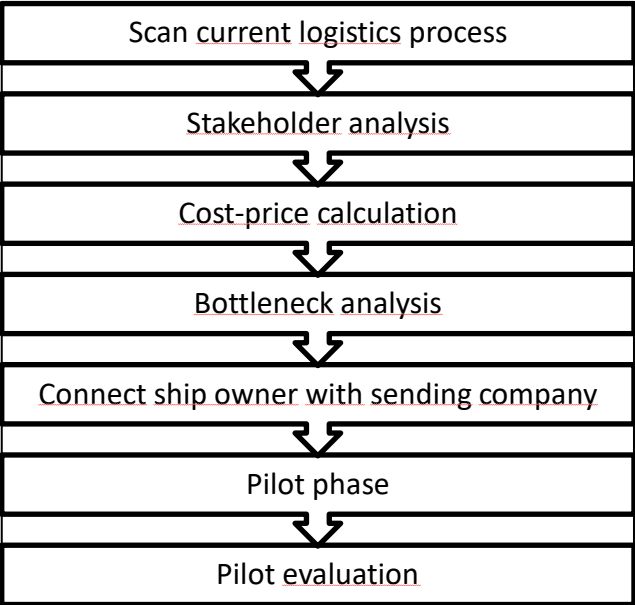 Scan current logistics process
Stakeholder analysis
Cost-price calculation
Bottleneck analysis
Connect ship owner with sending company
Pilot phase
Pilot evaluation